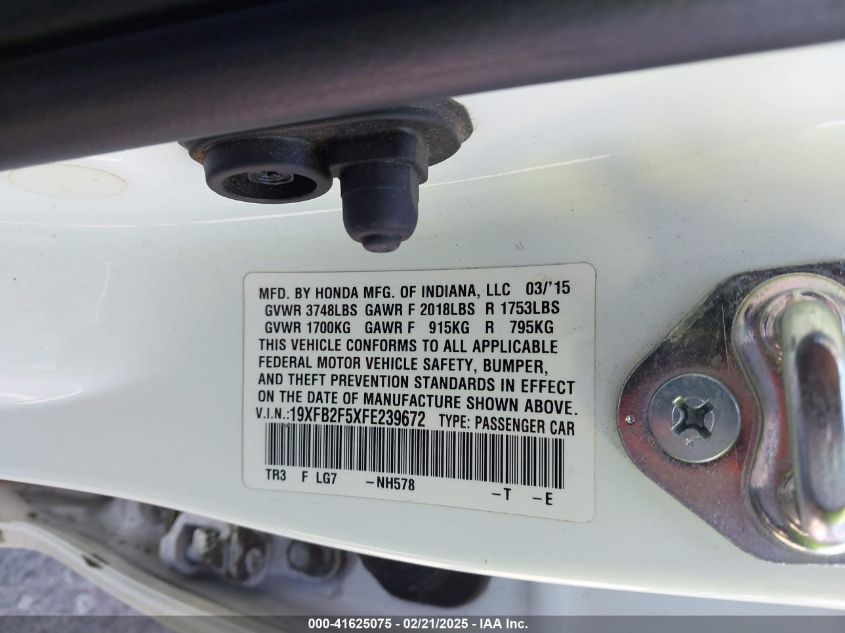 MFD. BY HONDA MFG. OF INDIANA, LLC 03/'15
GVWR 3748LBS GAWR F 2018LBS R 1753LBS
GVWR 1700KG GAWR F 915KG R 795KG
THIS VEHICLE CONFORMS TO ALL APPLICABLE
FEDERAL MOTOR VEHICLE SAFETY, BUMPER,
AND THEFT PREVENTION STANDARDS IN EFFECT
ON THE DATE OF MANUFACTURE SHOWN ABOVE.
V.I.N.:19XFB2F5XFE239672 TYPE: PASSENGER CAR
TR3 F LG7 -NH578 -T -E
000-41625075 - 02/21/2025 - IAA Inc.